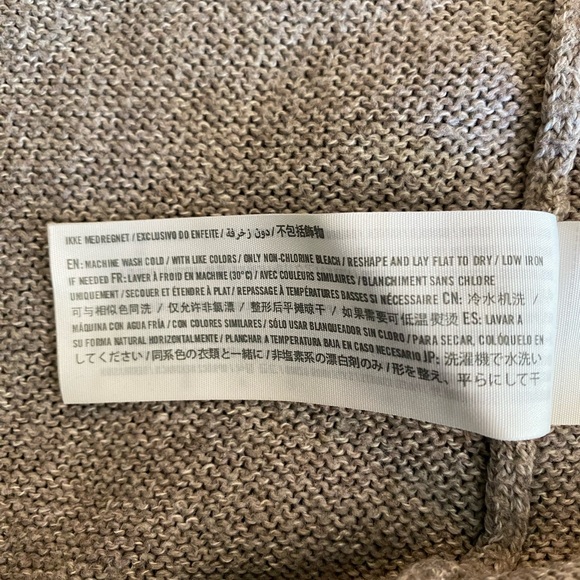 IKKE MEDREGNET / EXCLUSIVO DO ENFEITE / دون زخرفة / 不包括飾物
EN: MACHINE WASH COLD / WITH LIKE COLORS / ONLY NON-CHLORINE BLEACH / RESHAPE AND LAY FLAT TO DRY / LOW IRON
IF NEEDED FR: LAVER À FROID EN MACHINE (30°C) / AVEC COULEURS SIMILAIRES / BLANCHIMENT SANS CHLORE
UNIQUEMENT / SECOUER ET ÉTENDRE À PLAT / REPASSAGE À TEMPÉRATURES BASSES SI NÉCESSAIRE CN: 冷水机洗 /
可与相似色同洗 / 仅允许非氯漂 / 整形后平摊晾干 / 如果需要可低温熨烫 ES: LAVAR A
MÁQUINA CON AGUA FRÍA / CON COLORES SIMILARES / SÓLO USAR BLANQUEADOR SIN CLORO / PARA SECAR, COLÓQUELO EN
SU FORMA NATURAL HORIZONTALMENTE / PLANCHAR A TEMPERATURA BAJA EN CASO NECESARIO JP: 洗濯機で水洗い
してください / 同系色の衣類と一緒に / 非塩素系の漂白剤のみ / 形を整え、平らにして干